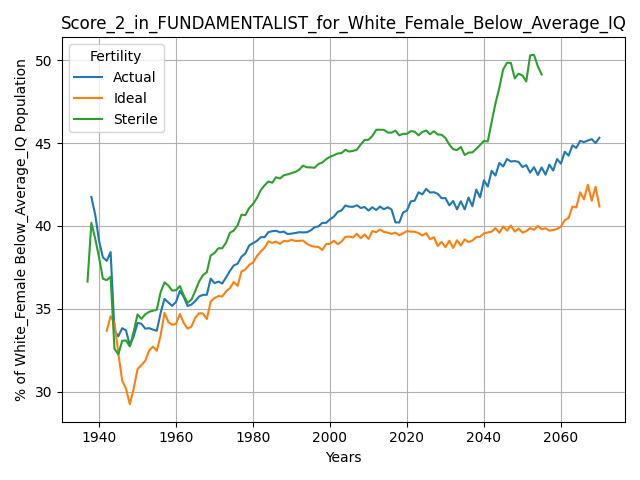 Score_2_in_FUNDAMENTALIST_for_White_Female_Below_Average_IQ
Fertility
Actual
Ideal
Sterile
% of White_Female Below_Average_IQ Population
50
45
40
35
30
1940 1960 1980 2000 2020 2040 2060
Years